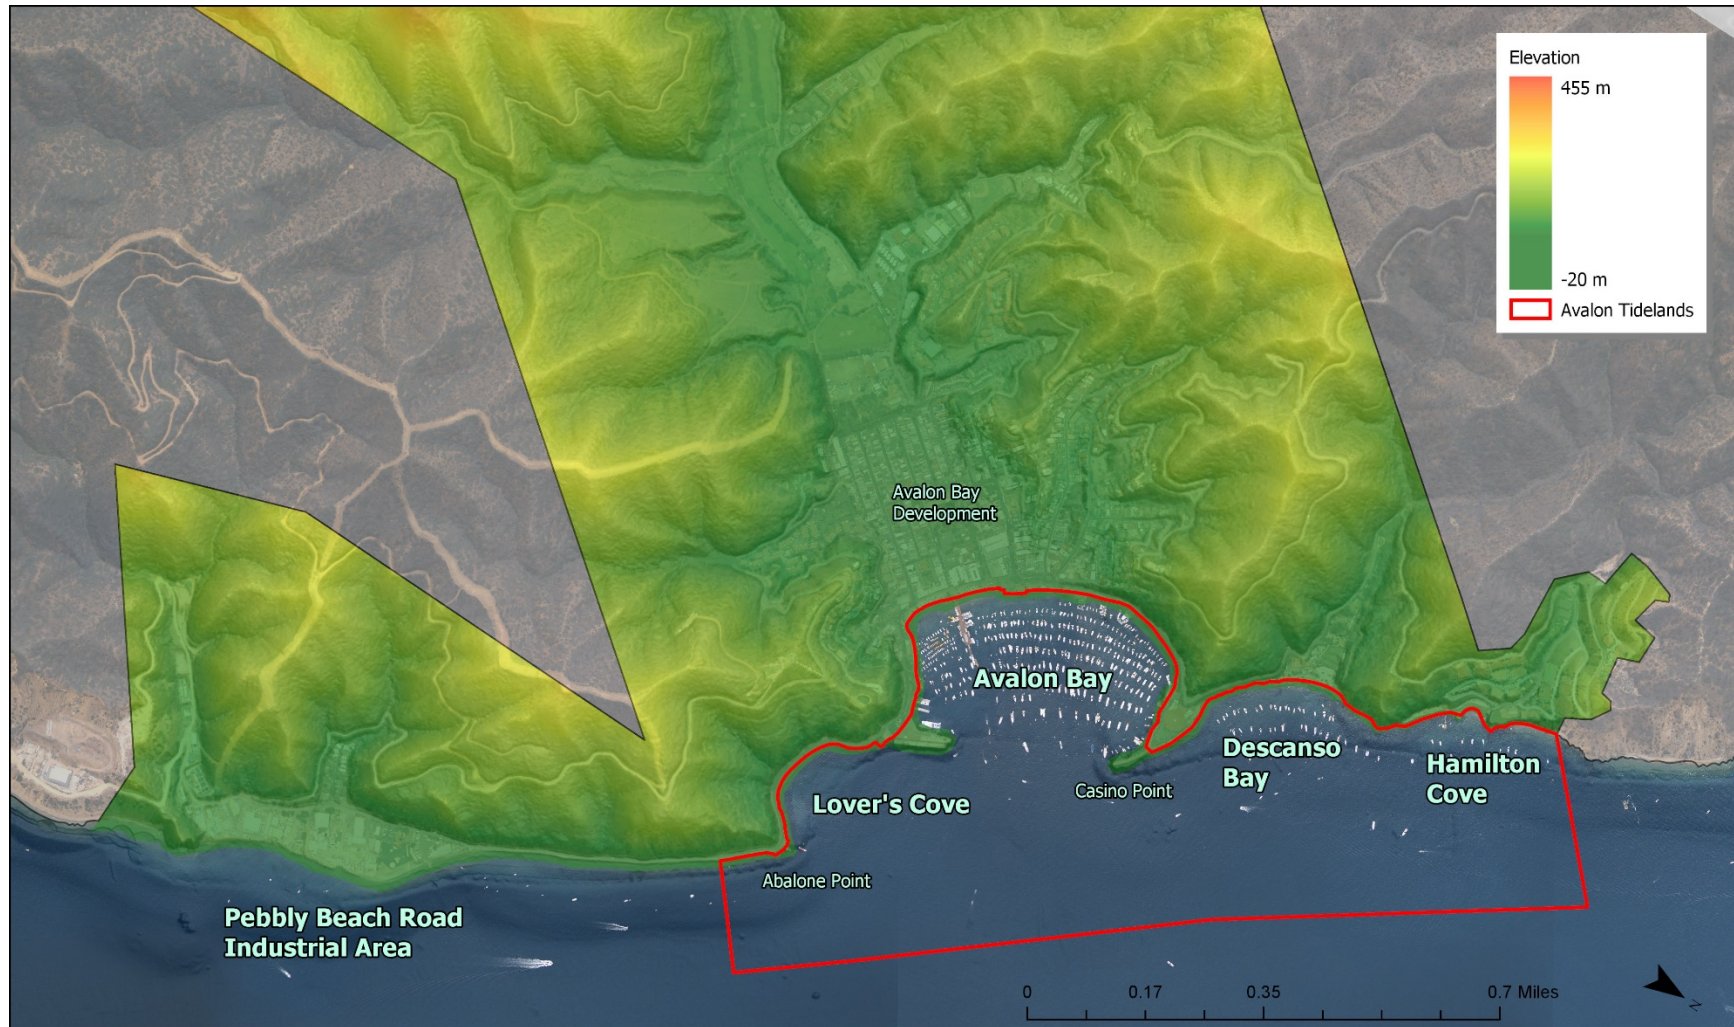 Elevation
455 m
-20 m
Avalon Tidelands
Avalon Bay
Development
Avalon Bay
Descanso
Bay
Hamilton
Cove
Casino Point
Lover's Cove
Abalone Point
Pebbly Beach Road
Industrial Area
0 0.17 0.35 0.7 Miles
N